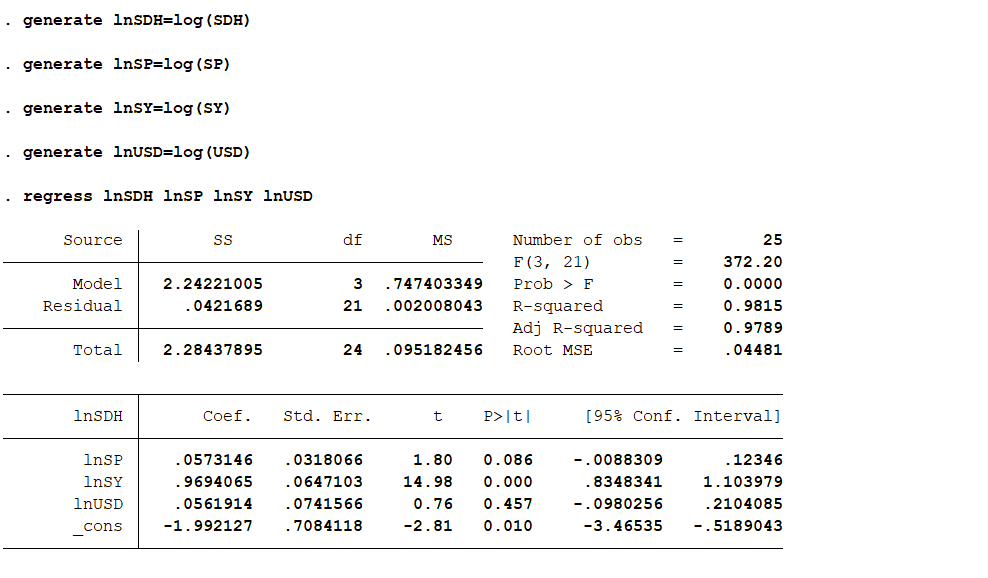 . generate lnSDH=log(SDH)
. generate lnSP=log(SP)
. generate lnSY=log(SY)
. generate lnUSD=log(USD)
. regress lnSDH lnSP lnSY lnUSD
Source SS df MS Number of obs = 25
F(3, 21) = 372.20
Model 2.24221005 3 .747403349 Prob > F = 0.0000
Residual .0421689 21 .002008043 R-squared = 0.9815
Adj R-squared = 0.9789
Total 2.28437895 24 .095182456 Root MSE = .04481
lnSDH Coef. Std. Err. t P>|t| [95% Conf. Interval]
lnSP .0573146 .0318066 1.80 0.086 -.0088309 .12346
lnSY .9694065 .0647103 14.98 0.000 .8348341 1.103979
lnUSD .0561914 .0741566 0.76 0.457 -.0980256 .2104085
_cons -1.992127 .7084118 -2.81 0.010 -3.46535 -.5189043